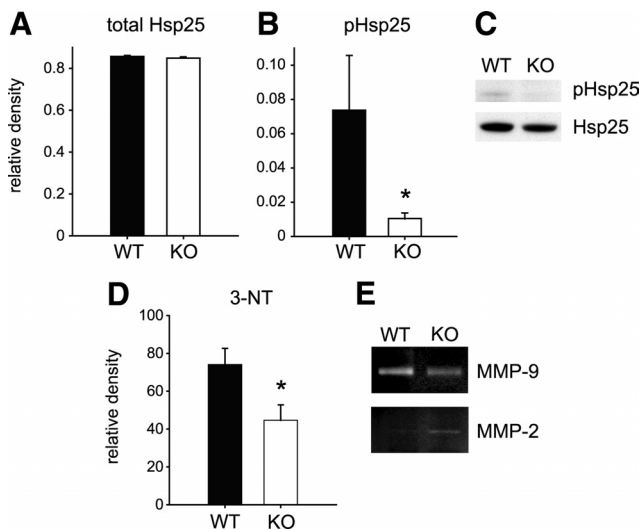 A
total Hsp25
relative density
0.8
0.6
0.4
0.2
0
WT
KO
B
pHsp25
0.10
0.08
0.06
0.04
0.02
0
*
WT
KO
C
WT KO
pHsp25
Hsp25
D
3-NT
relative density
100
80
60
40
20
0
*
WT
KO
E
WT KO
MMP-9
MMP-2